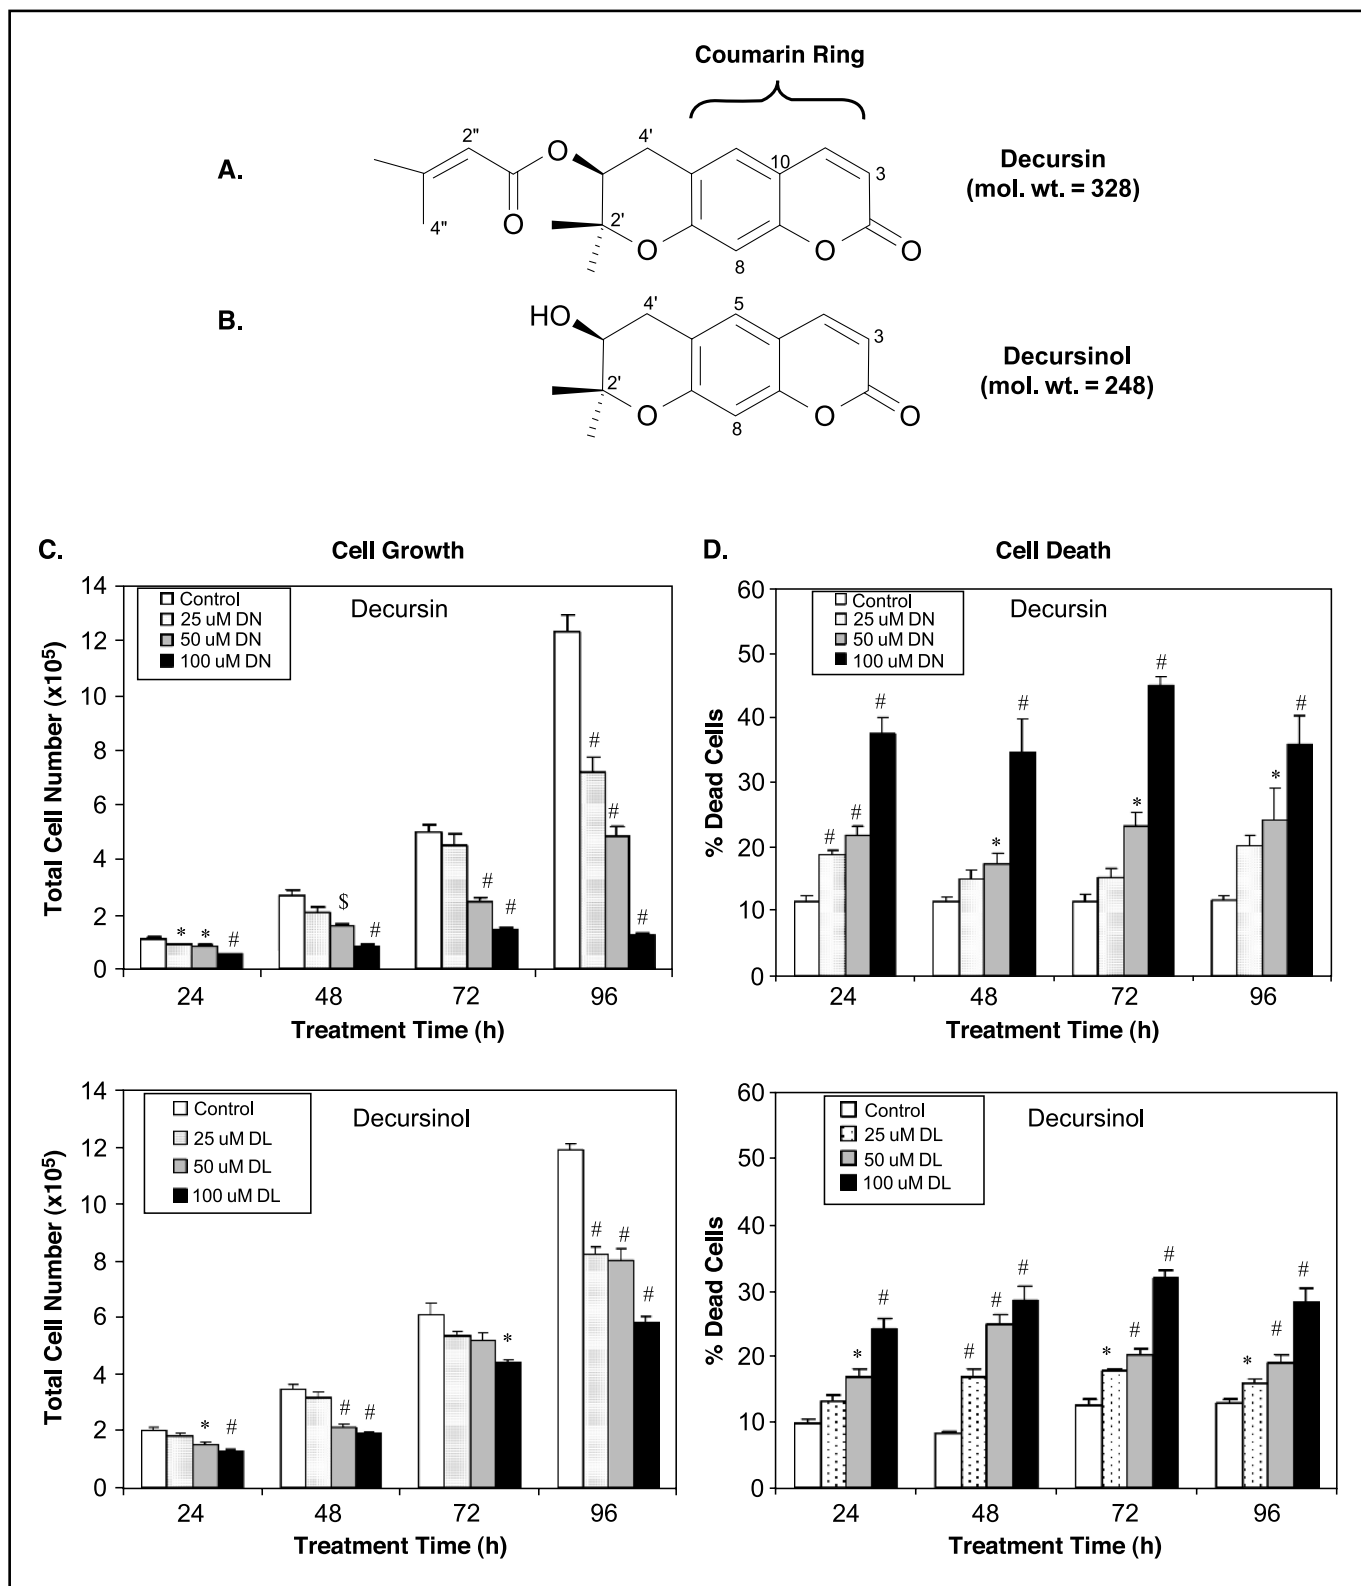 Coumarin Ring
A.
2"
O
4'
10
3
4"
O
2'
O
8
O
O
Decursin
(mol. wt. = 328)
B.
HO
4'
5
3
2'
O
8
O
O
Decursinol
(mol. wt. = 248)
C.
Cell Growth
Decursin
Control
25 uM DN
50 uM DN
100 uM DN
Total Cell Number (x10⁵)
14
12
10
8
6
4
2
0
* * #
$ #
# #
# # #
24 48 72 96
Treatment Time (h)
Decursinol
Control
25 uM DL
50 uM DL
100 uM DL
Total Cell Number (x10⁵)
14
12
10
8
6
4
2
0
* #
# #
*
# # #
24 48 72 96
Treatment Time (h)
D.
Cell Death
Decursin
Control
25 uM DN
50 uM DN
100 uM DN
% Dead Cells
60
50
40
30
20
10
0
# # #
* #
* #
* #
24 48 72 96
Treatment Time (h)
Decursinol
Control
25 uM DL
50 uM DL
100 uM DL
% Dead Cells
60
50
40
30
20
10
0
* #
# # #
* # #
* # #
24 48 72 96
Treatment Time (h)